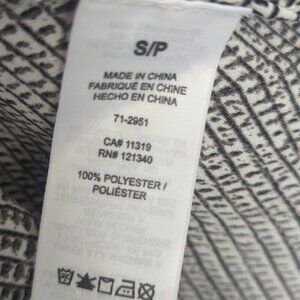 S/P
MADE IN CHINA
FABRIQUÉ EN CHINE
HECHO EN CHINA
71-2951
CA# 11319
RN# 121340
100% POLYESTER /
POLIÉSTER